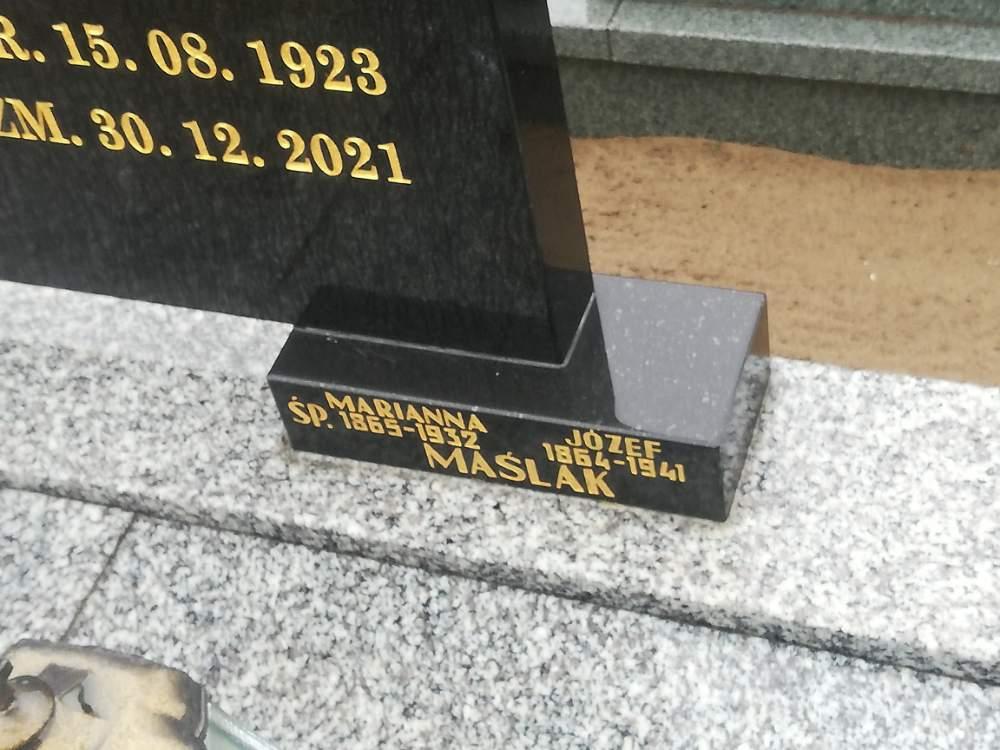 R. 15. 08. 1923
ZM. 30. 12. 2021
MARIANNA JÓZEF
ŚP. 1865-1932 1864-1941
MAŚLAK